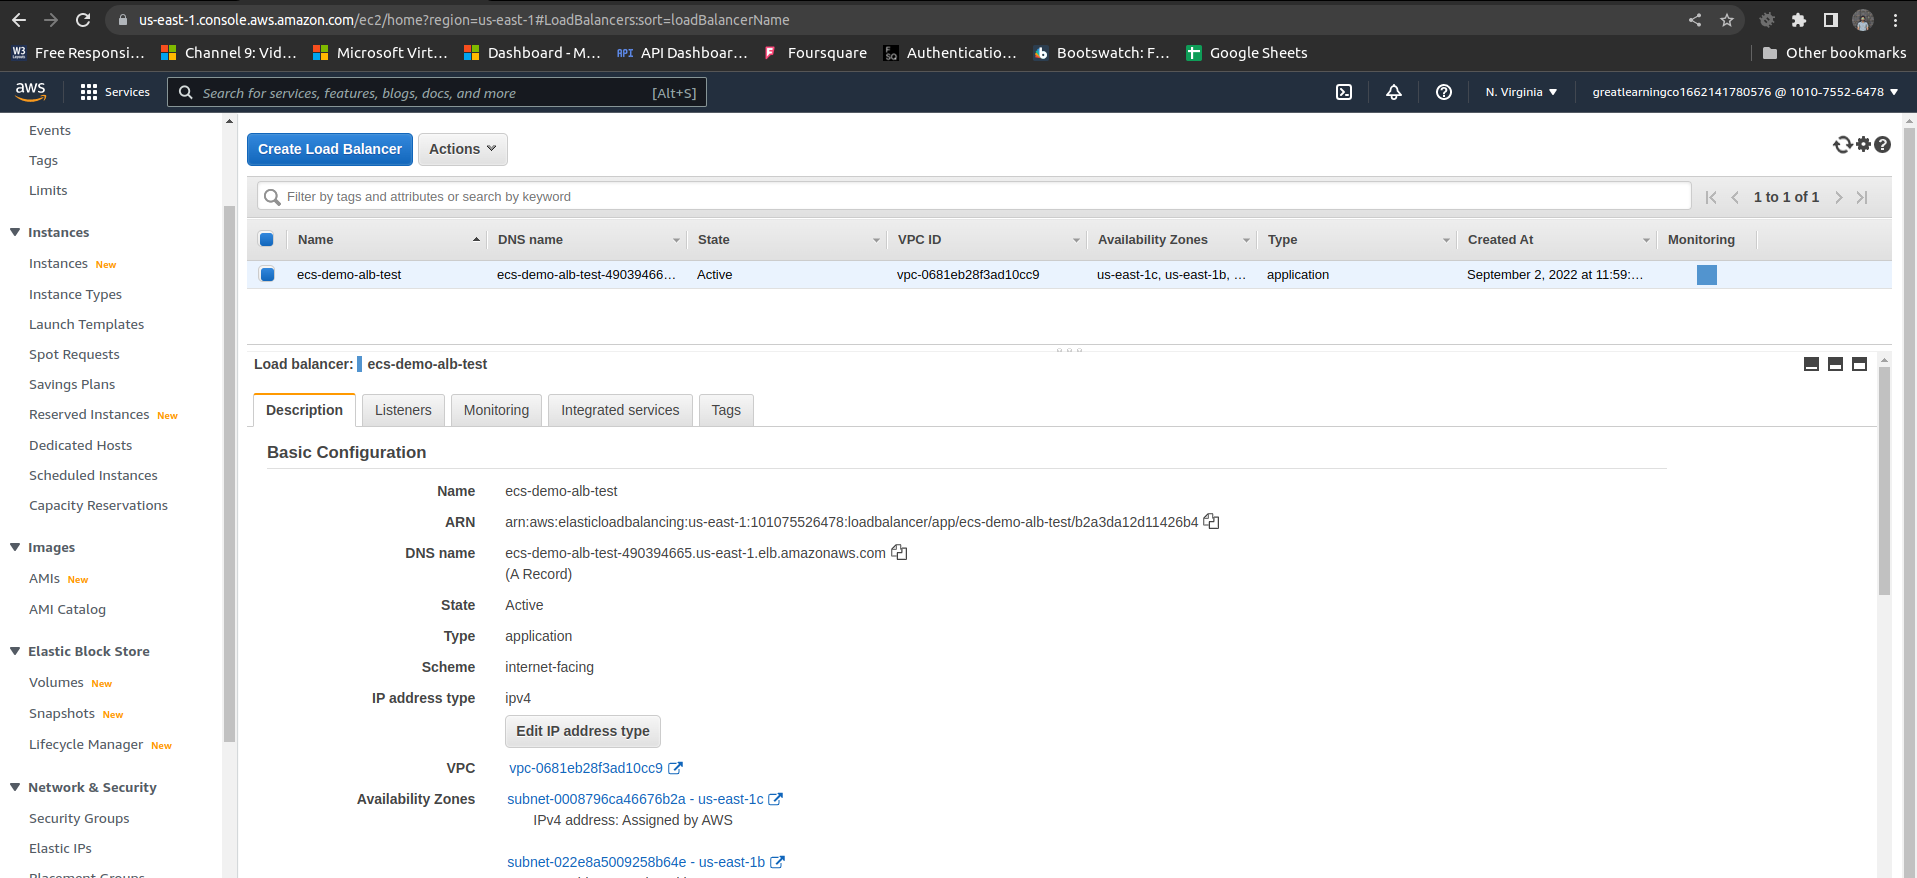 us-east-1.console.aws.amazon.com/ec2/home?region=us-east-1#LoadBalancers:sort=loadBalancerName
W3 Free Responsi... Channel 9: Vid... Microsoft Virt... Dashboard - M... API API Dashboar... Foursquare Authenticatio... Bootswatch: F... Google Sheets Other bookmarks
aws Services Search for services, features, blogs, docs, and more [Alt+S] N. Virginia greatlearningco1662141780576 @ 1010-7552-6478
Events
Tags
Limits
Instances
Instances New
Instance Types
Launch Templates
Spot Requests
Savings Plans
Reserved Instances New
Dedicated Hosts
Scheduled Instances
Capacity Reservations
Images
AMIs New
AMI Catalog
Elastic Block Store
Volumes New
Snapshots New
Lifecycle Manager New
Network & Security
Security Groups
Elastic IPs
Placement Groups
Create Load Balancer Actions
Filter by tags and attributes or search by keyword 1 to 1 of 1
Name DNS name State VPC ID Availability Zones Type Created At Monitoring
ecs-demo-alb-test ecs-demo-alb-test-49039466... Active vpc-0681eb28f3ad10cc9 us-east-1c, us-east-1b, ... application September 2, 2022 at 11:59:...
Load balancer: ecs-demo-alb-test
Description Listeners Monitoring Integrated services Tags
Basic Configuration
Name ecs-demo-alb-test
ARN arn:aws:elasticloadbalancing:us-east-1:101075526478:loadbalancer/app/ecs-demo-alb-test/b2a3da12d11426b4
DNS name ecs-demo-alb-test-490394665.us-east-1.elb.amazonaws.com
(A Record)
State Active
Type application
Scheme internet-facing
IP address type ipv4
Edit IP address type
VPC vpc-0681eb28f3ad10cc9
Availability Zones subnet-0008796ca46676b2a - us-east-1c
IPv4 address: Assigned by AWS
subnet-022e8a5009258b64e - us-east-1b